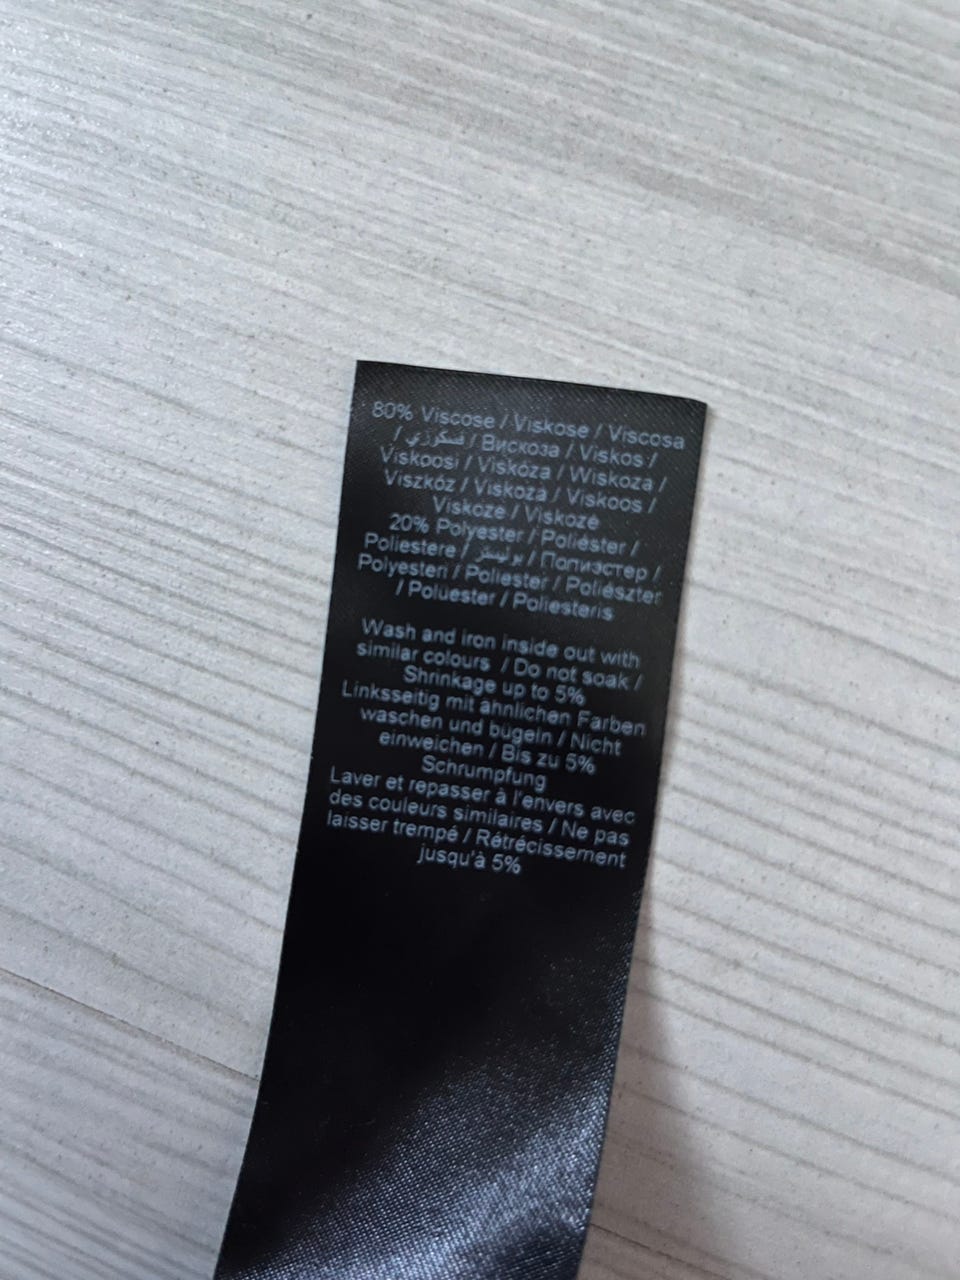 80% Viscose / Viskose / Viscosa
/ فسكوزي / Вискоза / Viskos /
Viskoosi / Viskóza / Wiskoza /
Viszkóz / Viskoza / Viskoos /
Viskoze / Viskozė
20% Polyester / Poliéster /
Poliestere / بوليستر / Полиэстер /
Polyesteri / Poliester / Poliészter
/ Polüester / Poliesteris
Wash and iron inside out with
similar colours / Do not soak /
Shrinkage up to 5%
Linksseitig mit ähnlichen Farben
waschen und bügeln / Nicht
einweichen / Bis zu 5%
Schrumpfung
Laver et repasser à l'envers avec
des couleurs similaires / Ne pas
laisser trempé / Rétrécissement
jusqu'à 5%